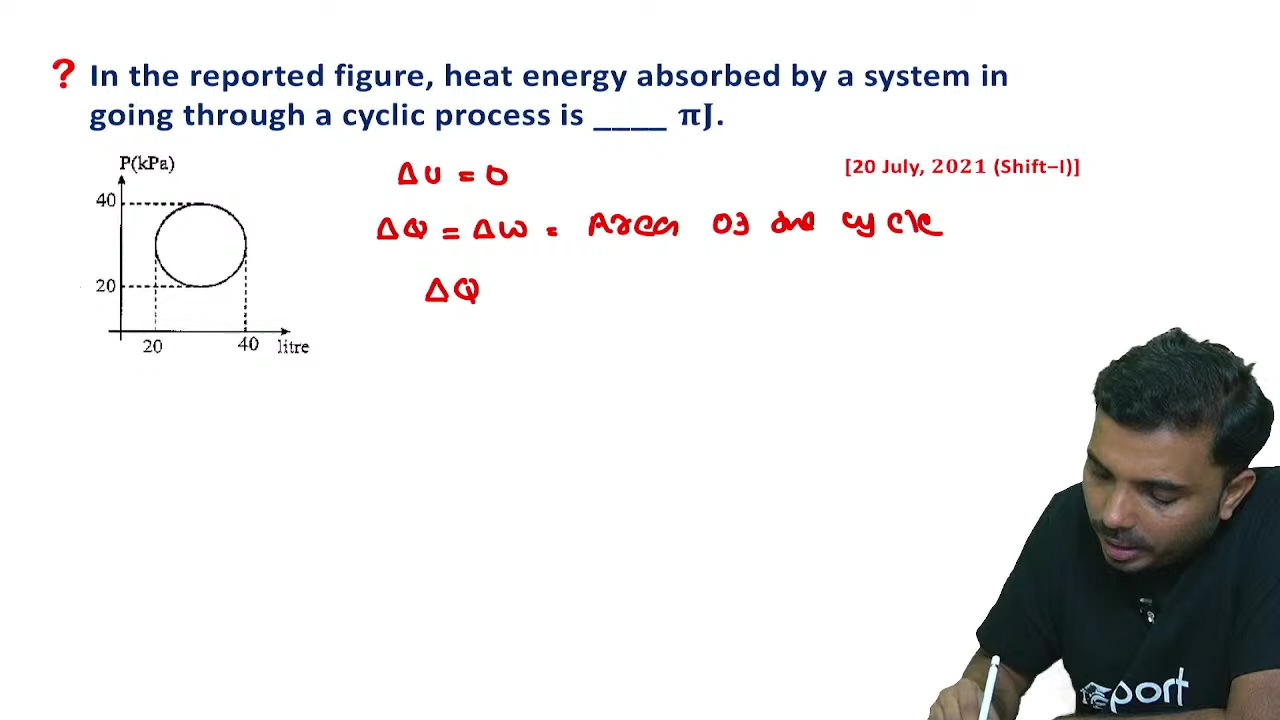 ? In the reported figure, heat energy absorbed by a system in
going through a cyclic process is ____ πJ.
[20 July, 2021 (Shift–I)]
P(kPa)
40
20
20 40 litre
ΔU = 0
ΔQ = ΔW = Area of the cycle
ΔQ
port